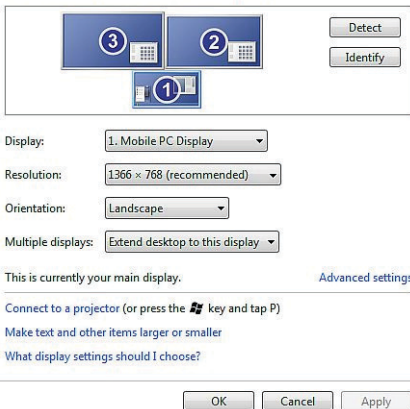 3
2
1
Detect
Identify
Display: 1. Mobile PC Display
Resolution: 1366 × 768 (recommended)
Orientation: Landscape
Multiple displays: Extend desktop to this display
This is currently your main display. Advanced settings
Connect to a projector (or press the key and tap P)
Make text and other items larger or smaller
What display settings should I choose?
OK Cancel Apply